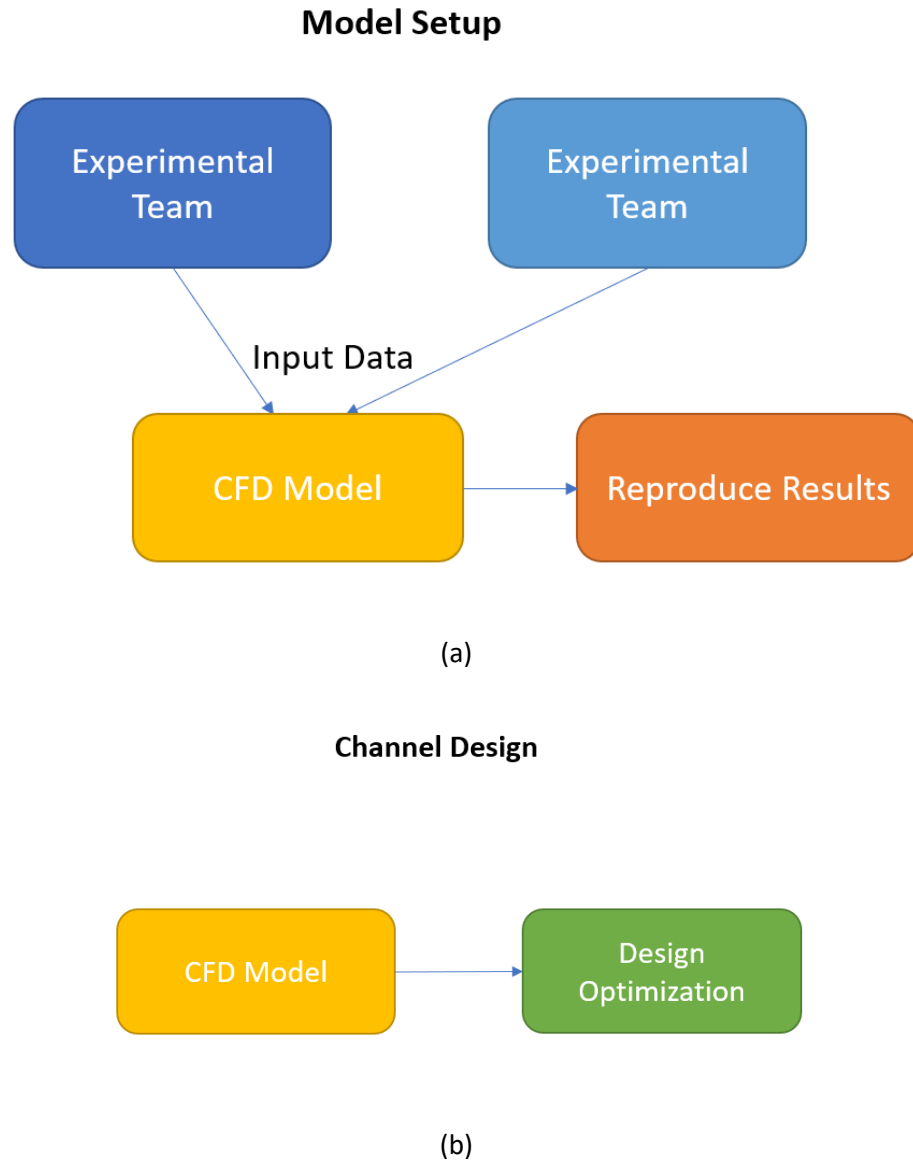 Model Setup
Experimental
Team
Experimental
Team
Input Data
CFD Model
Reproduce Results
(a)
Channel Design
CFD Model
Design
Optimization
(b)